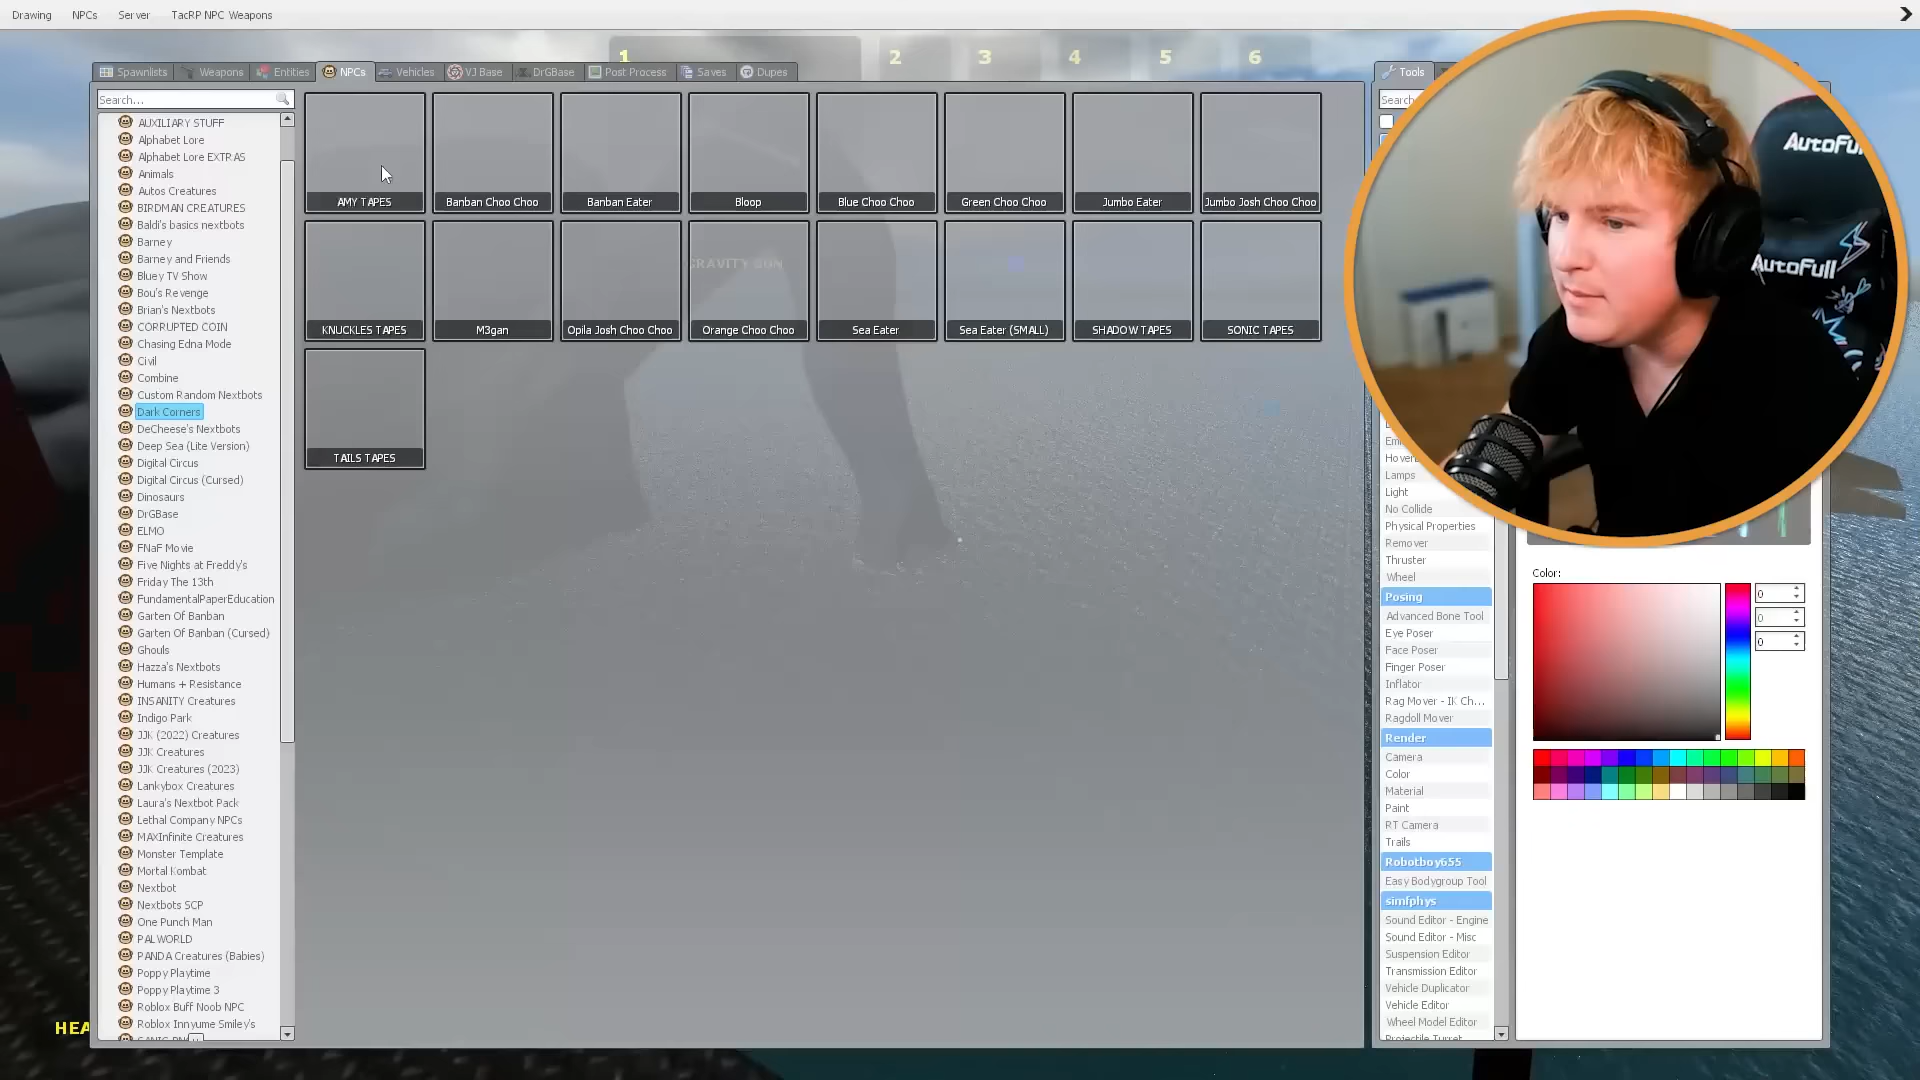 Drawing NPCs Server TacRP NPC Weapons
1 2 3 4 5 6
Spawnlists Weapons Entities NPCs Vehicles VJ Base DrGBase Post Process Saves Dupes
Search...
AUXILIARY STUFF
Alphabet Lore
Alphabet Lore EXTRAS
Animals
Autos Creatures
BIRDMAN CREATURES
Baldi's basics nextbots
Barney
Barney and Friends
Bluey TV Show
Bou's Revenge
Brian's Nextbots
CORRUPTED COIN
Chasing Edna Mode
Civil
Combine
Custom Random Nextbots
Dark Corners
DeCheese's Nextbots
Deep Sea (Lite Version)
Digital Circus
Digital Circus (Cursed)
Dinosaurs
DrGBase
ELMO
FNaF Movie
Five Nights at Freddy's
Friday The 13th
FundamentalPaperEducation
Garten Of Banban
Garten Of Banban (Cursed)
Ghouls
Hazza's Nextbots
Humans + Resistance
INSANITY Creatures
Indigo Park
JJK (2022) Creatures
JJK Creatures
JJK Creatures (2023)
Lankybox Creatures
Laura's Nextbot Pack
Lethal Company NPCs
MAXInfinite Creatures
Monster Template
Mortal Kombat
Nextbot
Nextbots SCP
One Punch Man
PALWORLD
PANDA Creatures (Babies)
Poppy Playtime
Poppy Playtime 3
Roblox Buff Noob NPC
Roblox Innyume Smiley's
HEA
AMY TAPES Banban Choo Choo Banban Eater Bloop Blue Choo Choo Green Choo Choo Jumbo Eater Jumbo Josh Choo Choo
GRAVITY GUN
KNUCKLES TAPES M3gan Opila Josh Choo Choo Orange Choo Choo Sea Eater Sea Eater (SMALL) SHADOW TAPES SONIC TAPES
TAILS TAPES
Tools
Search
AutoFu
AutoFull
Em
Hover
Lamps
Light
No Collide
Physical Properties
Remover
Thruster
Wheel
Posing
Advanced Bone Tool
Eye Poser
Face Poser
Finger Poser
Inflator
Rag Mover - IK Ch...
Ragdoll Mover
Render
Camera
Color
Material
Paint
RT Camera
Trails
Robotboy655
Easy Bodygroup Tool
simfphys
Sound Editor - Engine
Sound Editor - Misc
Suspension Editor
Transmission Editor
Vehicle Duplicator
Vehicle Editor
Wheel Model Editor
Projectile Turret
Color:
0
0
0